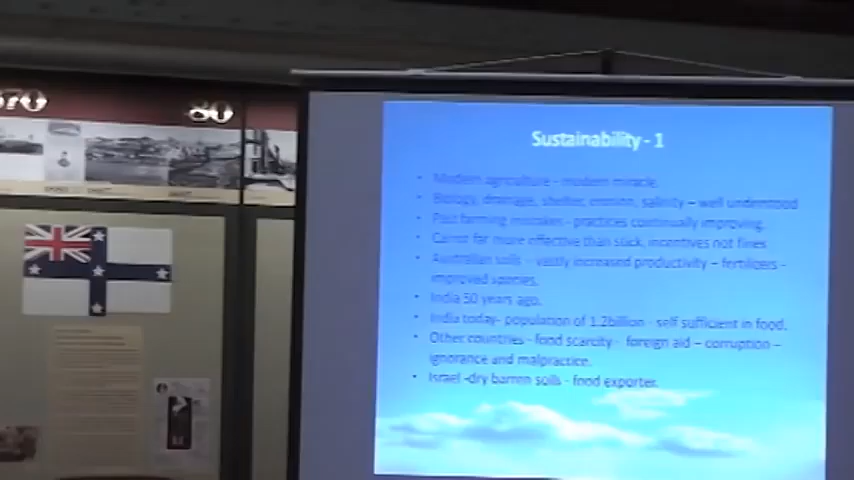 870
80
Sustainability - 1
• Modern agriculture - modern miracle.
• Biology, drainage, shelter, erosion, salinity – well understood
• Past farming mistakes - practices continually improving.
• Carrot far more effective than stick, incentives not fines
• Australian soils - vastly increased productivity – fertilizers -
improved species.
• India 50 years ago.
• India today- population of 1.2billion - self sufficient in food.
• Other countries - food scarcity - foreign aid – corruption –
ignorance and malpractice.
• Israel -dry barren soils - food exporter.